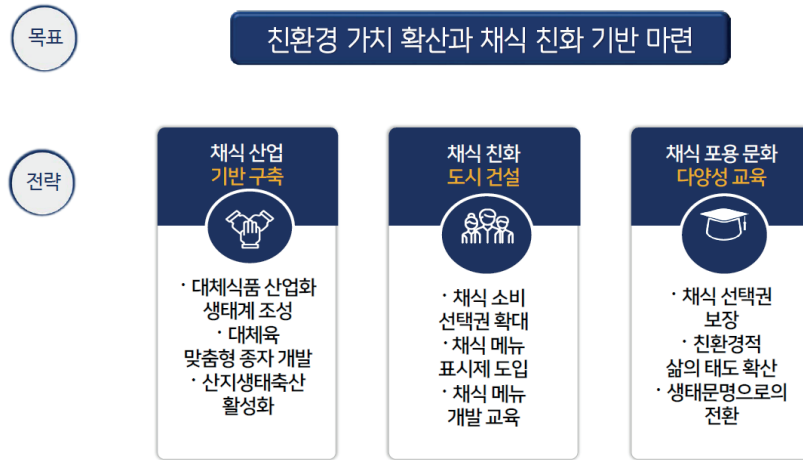 목표
친환경 가치 확산과 채식 친화 기반 마련
전략
채식 산업
기반 구축
· 대체식품 산업화
생태계 조성
· 대체육
맞춤형 종자 개발
· 산지생태축산
활성화
채식 친화
도시 건설
· 채식 소비
선택권 확대
· 채식 메뉴
표시제 도입
· 채식 메뉴
개발 교육
채식 포용 문화
다양성 교육
· 채식 선택권
보장
· 친환경적
삶의 태도 확산
· 생태문명으로의
전환